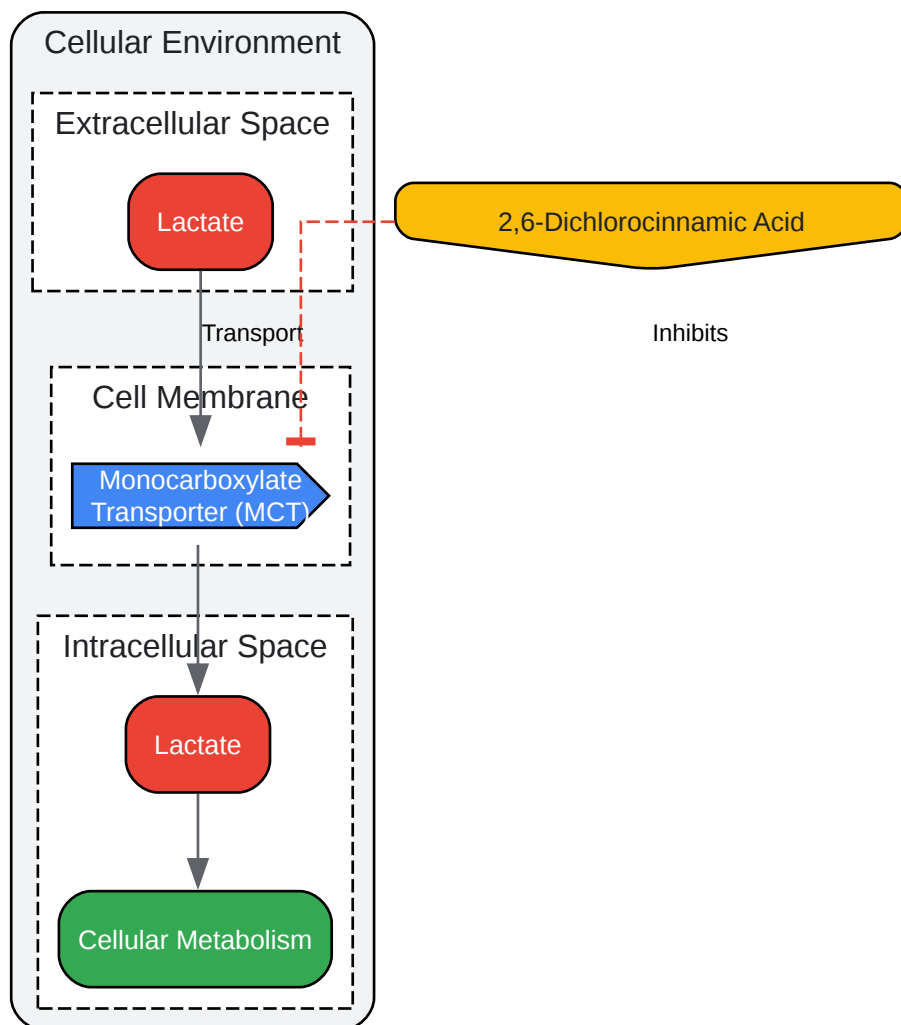 Cellular Environment
Extracellular Space
Lactate
2,6-Dichlorocinnamic Acid
Transport
Inhibits
Cell Membrane
Monocarboxylate
Transporter (MCT)
Intracellular Space
Lactate
Cellular Metabolism